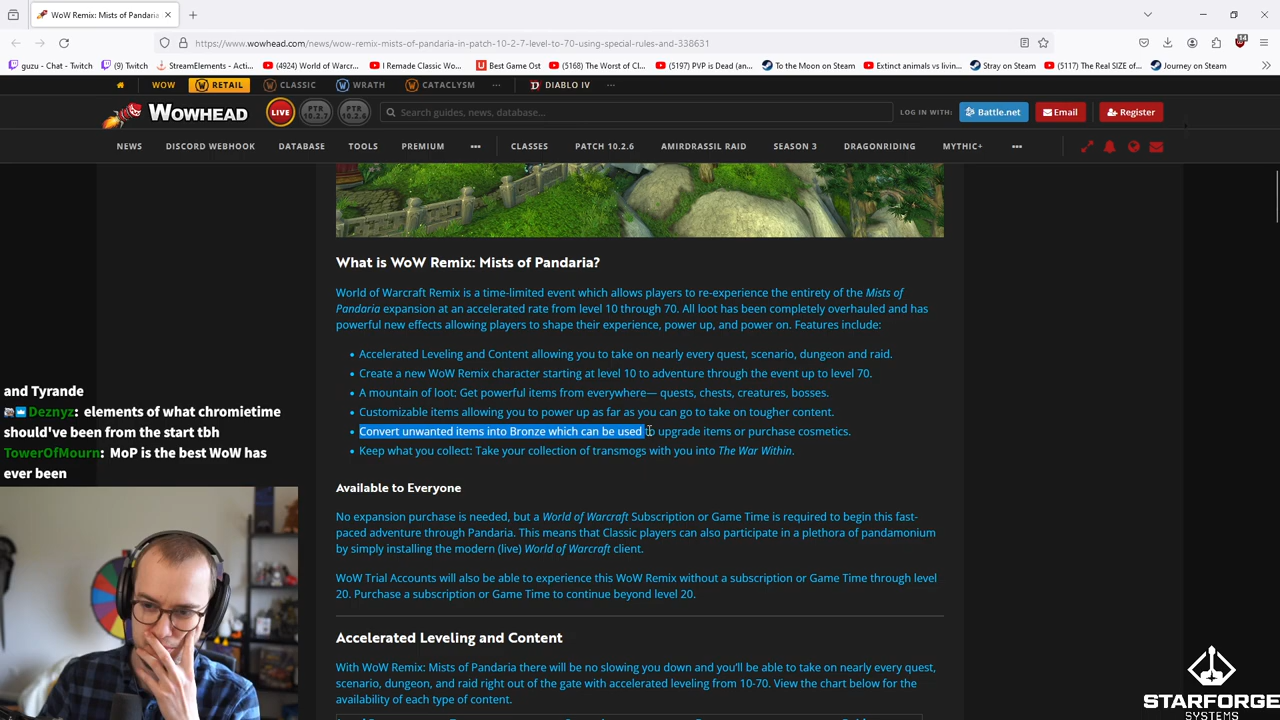 WoW Remix: Mists of Pandaria
https://www.wowhead.com/news/wow-remix-mists-of-pandaria-in-patch-10-2-7-level-to-70-using-special-rules-and-338631
guzu - Chat - Twitch
(9) Twitch
StreamElements - Acti...
(4924) World of Warcr...
I Remade Classic Wo...
Best Game Ost
(5168) The Worst of Cl...
(5197) PVP is Dead (an...
To the Moon on Steam
Extinct animals vs livin...
Stray on Steam
(5117) The Real SIZE of...
Journey on Steam
WOW
RETAIL
CLASSIC
WRATH
CATACLYSM
DIABLO IV
WOWHEAD
LIVE
PTR 10.2.7
PTR 10.2.6
Search guides, news, database...
LOG IN WITH:
Battle.net
Email
Register
NEWS
DISCORD WEBHOOK
DATABASE
TOOLS
PREMIUM
CLASSES
PATCH 10.2.6
AMIRDRASSIL RAID
SEASON 3
DRAGONRIDING
MYTHIC+
What is WoW Remix: Mists of Pandaria?
World of Warcraft Remix is a time-limited event which allows players to re-experience the entirety of the Mists of
Pandaria expansion at an accelerated rate from level 10 through 70. All loot has been completely overhauled and has
powerful new effects allowing players to shape their experience, power up, and power on. Features include:
• Accelerated Leveling and Content allowing you to take on nearly every quest, scenario, dungeon and raid.
• Create a new WoW Remix character starting at level 10 to adventure through the event up to level 70.
• A mountain of loot: Get powerful items from everywhere— quests, chests, creatures, bosses.
• Customizable items allowing you to power up as far as you can go to take on tougher content.
• Convert unwanted items into Bronze which can be used to upgrade items or purchase cosmetics.
• Keep what you collect: Take your collection of transmogs with you into The War Within.
Available to Everyone
No expansion purchase is needed, but a World of Warcraft Subscription or Game Time is required to begin this fast-
paced adventure through Pandaria. This means that Classic players can also participate in a plethora of pandamonium
by simply installing the modern (live) World of Warcraft client.
WoW Trial Accounts will also be able to experience this WoW Remix without a subscription or Game Time through level
20. Purchase a subscription or Game Time to continue beyond level 20.
Accelerated Leveling and Content
With WoW Remix: Mists of Pandaria there will be no slowing you down and you'll be able to take on nearly every quest,
scenario, dungeon, and raid right out of the gate with accelerated leveling from 10-70. View the chart below for the
availability of each type of content.
and Tyrande
Deznyz: elements of what chromietime
should've been from the start tbh
TowerOfMourn: MoP is the best WoW has
ever been
STARFORGE
SYSTEMS